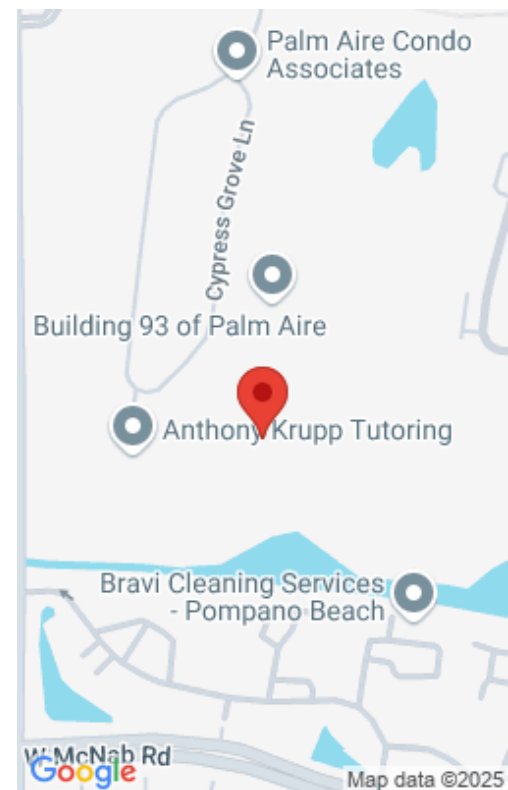 Palm Aire Condo
Associates
Cypress Grove Ln
Building 93 of Palm Aire
Anthony Krupp Tutoring
Bravi Cleaning Services
- Pompano Beach
W McNab Rd
Google
Map data ©2025